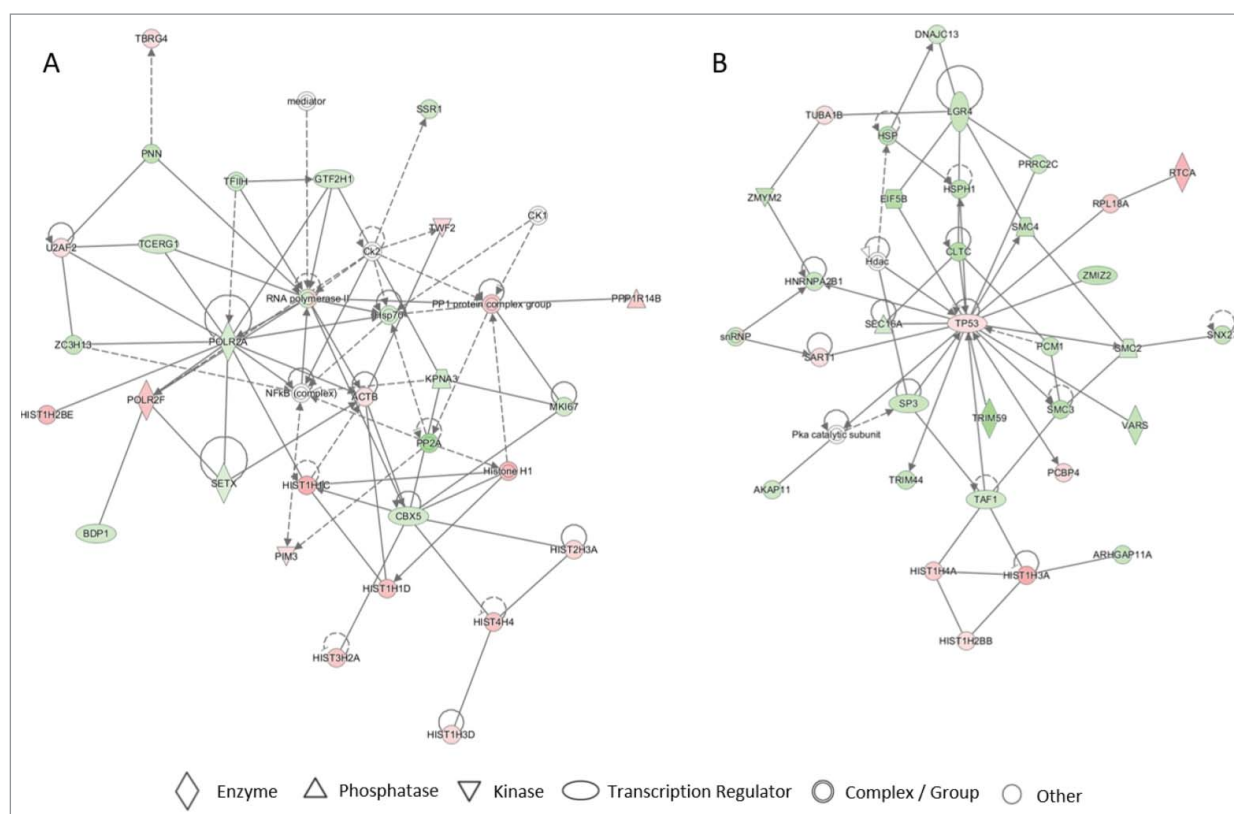 A
TBRG4
mediator
SSR1
PNN
TFIIH
GTF2H1
CK1
TWF2
U2AF2
TCERG1
Ck2
RNA polymerase II
PP1 protein complex group
PPP1R14B
Hsp70
POLR2A
ZC3H13
KPNA3
NFkB (complex)
ACTB
POLR2F
MKI67
HIST1H2BE
PP2A
Histone H1
SETX
HIST1H1C
CBX5
BDP1
PIM3
HIST2H3A
HIST1H1D
HIST4H4
HIST3H2A
HIST1H3D
B
DNAJC13
LGR4
TUBA1B
HSP
PRRC2C
RTCA
ZMYM2
EIF5B
HSPH1
RPL18A
SMC4
Hdac
CLTC
HNRNPA2B1
ZMIZ2
SEC16A
TP53
snRNP
SART1
PCM1
SMC2
SNX2
SP3
TRIM59
SMC3
VARS
Pka catalytic subunit
AKAP11
TRIM44
PCBP4
TAF1
ARHGAP11A
HIST1H4A
HIST1H3A
HIST1H2BB
Enzyme
Phosphatase
Kinase
Transcription Regulator
Complex / Group
Other